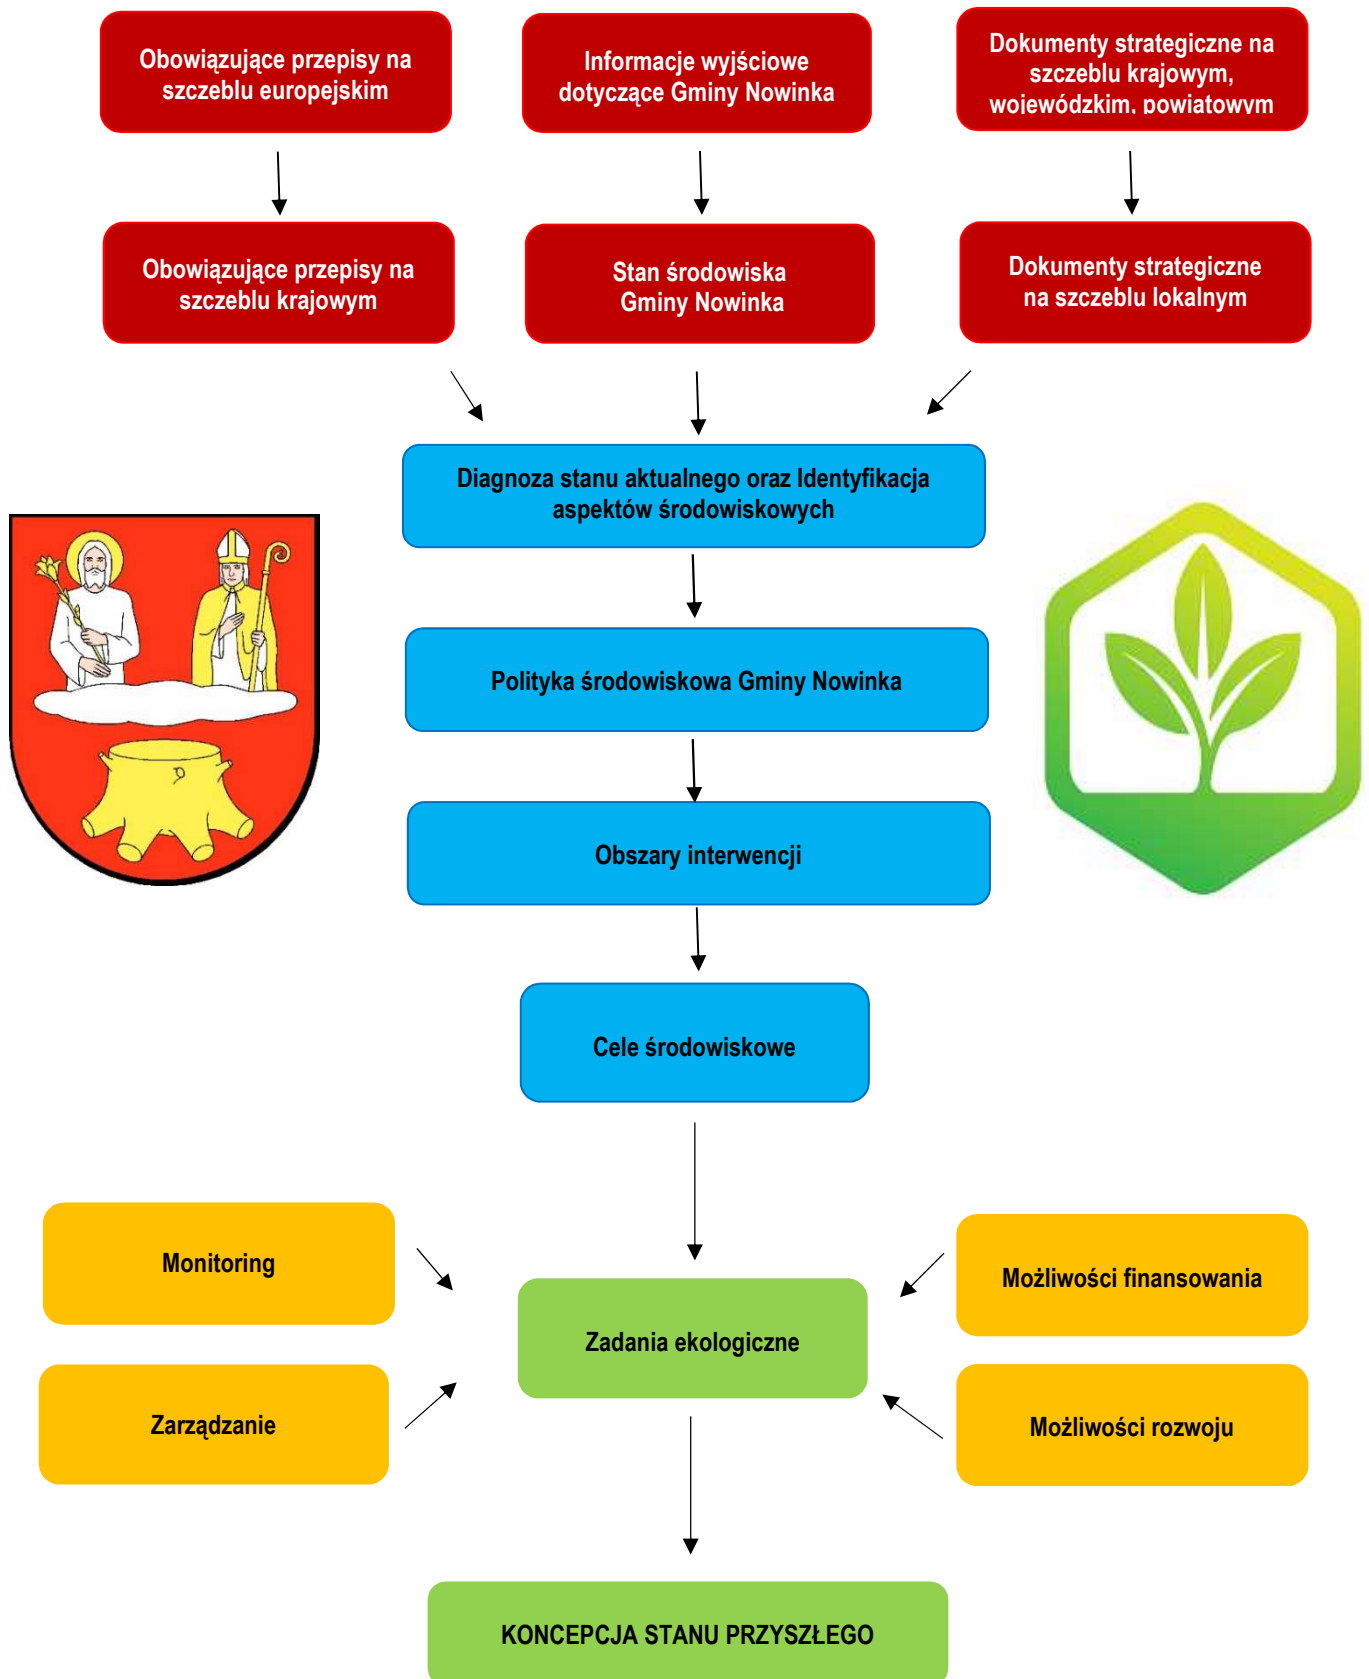 Obowiązujące przepisy na
szczeblu europejskim
Informacje wyjściowe
dotyczące Gminy Nowinka
Dokumenty strategiczne na
szczeblu krajowym,
wojewódzkim, powiatowym
Obowiązujące przepisy na
szczeblu krajowym
Stan środowiska
Gminy Nowinka
Dokumenty strategiczne
na szczeblu lokalnym
Diagnoza stanu aktualnego oraz Identyfikacja
aspektów środowiskowych
Polityka środowiskowa Gminy Nowinka
Obszary interwencji
Cele środowiskowe
Monitoring
Możliwości finansowania
Zadania ekologiczne
Zarządzanie
Możliwości rozwoju
KONCEPCJA STANU PRZYSZŁEGO